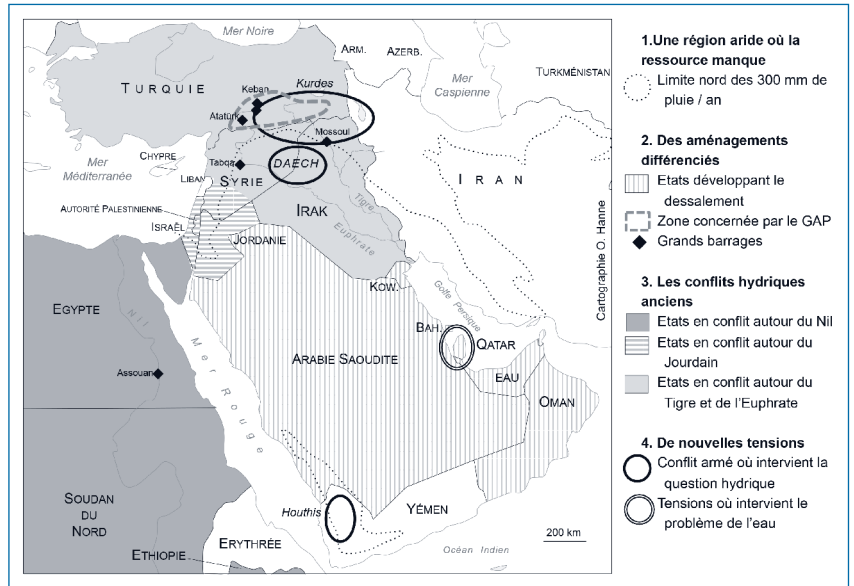 Mer Noire
ARM.
AZERB.
TURQUIE
Keban
Kurdes
Mer
Caspienne
TURKMÉNISTAN
Atatürk
Mossoul
CHYPRE
Mer
Méditerranée
Tabqa
DAECH
LIBAN
SYRIE
IRAN
AUTORITÉ PALESTINIENNE
IRAK
Tigre
ISRAËL
Euphrate
JORDANIE
KOW.
Golfe Persique
EGYPTE
Nil
BAH.
QATAR
Mer Rouge
ARABIE SAOUDITE
Assouan
EAU
OMAN
SOUDAN
DU
NORD
Houthis
YÉMEN
200 km
ERYTHRÉE
ETHIOPIE
Océan Indien
Cartographie O. Hanne
1.Une région aride où la
ressource manque
Limite nord des 300 mm de
pluie / an
2. Des aménagements
différenciés
Etats développant le
dessalement
Zone concernée par le GAP
Grands barrages
3. Les conflits hydriques
anciens
Etats en conflit autour du Nil
Etats en conflit autour du
Jourdain
Etats en conflit autour du
Tigre et de l'Euphrate
4. De nouvelles tensions
Conflit armé où intervient la
question hydrique
Tensions où intervient le
problème de l'eau